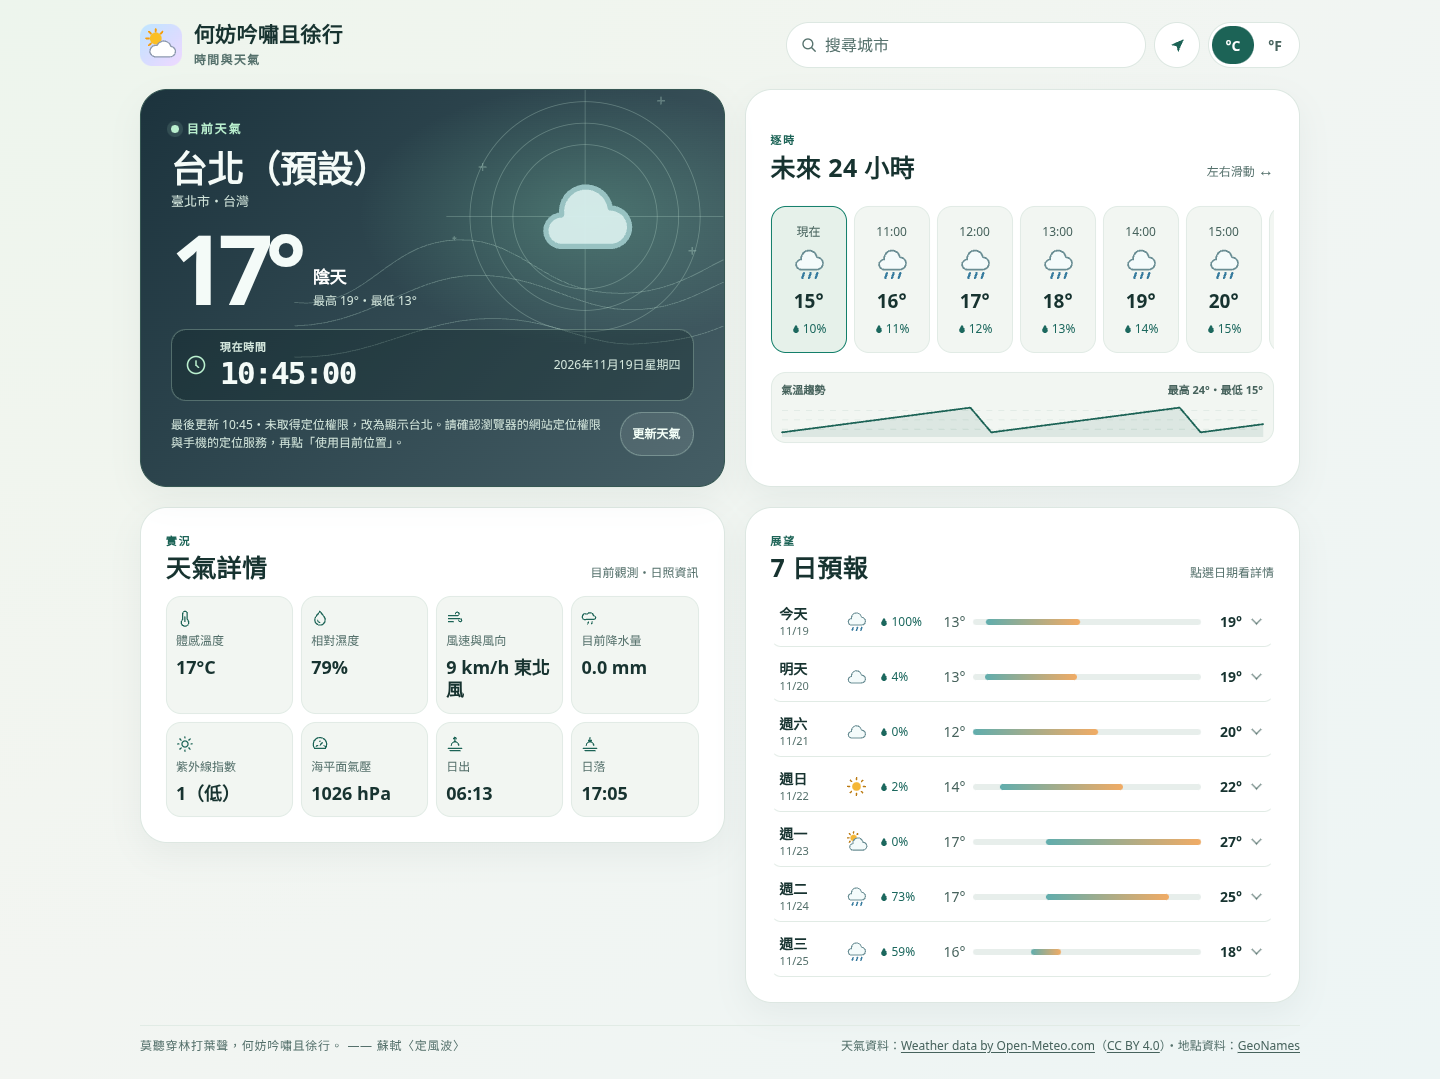 何妨吟嘯且徐行
時間與天氣
搜尋城市
°C
°F
目前天氣
台北（預設）
臺北市・台灣
17°
陰天
最高 19°・最低 13°
現在時間
10:45:00
2026年11月19日星期四
最後更新 10:45・未取得定位權限，改為顯示台北。請確認瀏覽器的網站定位權限
與手機的定位服務，再點「使用目前位置」。
更新天氣
逐時
未來 24 小時
左右滑動 ↔
現在
15°
10%
11:00
16°
11%
12:00
17°
12%
13:00
18°
13%
14:00
19°
14%
15:00
20°
15%
氣溫趨勢
最高 24°・最低 15°
實況
天氣詳情
目前觀測・日照資訊
體感溫度
17°C
相對濕度
79%
風速與風向
9 km/h 東北
風
目前降水量
0.0 mm
紫外線指數
1（低）
海平面氣壓
1026 hPa
日出
06:13
日落
17:05
展望
7 日預報
點選日期看詳情
今天
11/19
100%
13°
19°
明天
11/20
4%
13°
19°
週六
11/21
0%
12°
20°
週日
11/22
2%
14°
22°
週一
11/23
0%
17°
27°
週二
11/24
73%
17°
25°
週三
11/25
59%
16°
18°
莫聽穿林打葉聲，何妨吟嘯且徐行。 —— 蘇軾〈定風波〉
天氣資料：Weather data by Open-Meteo.com（CC BY 4.0）・地點資料：GeoNames